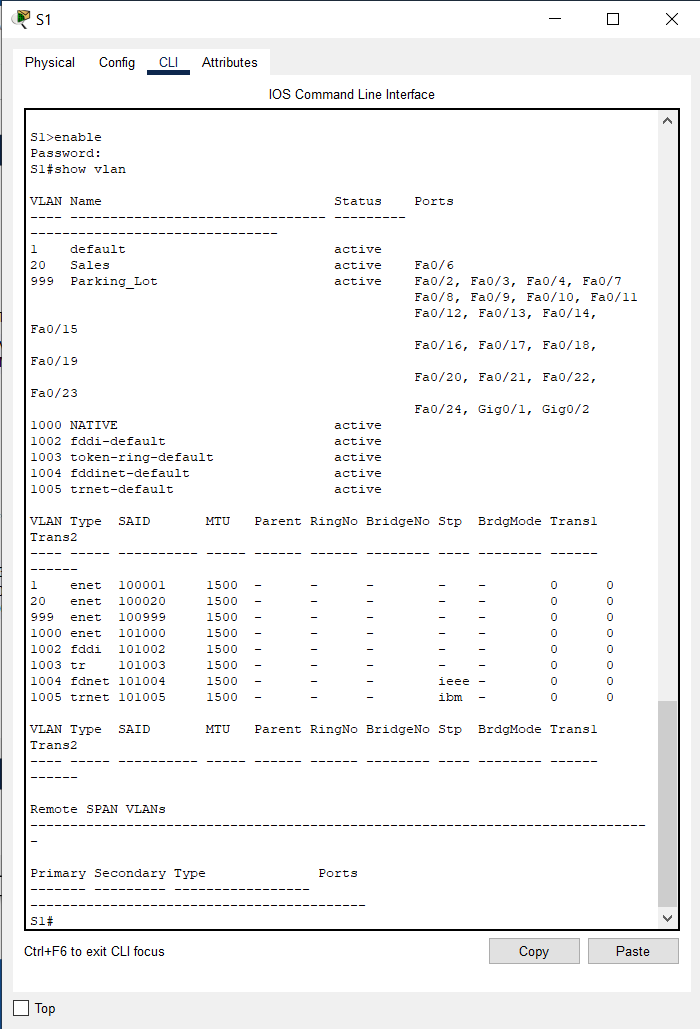 S1
Physical Config CLI Attributes
IOS Command Line Interface
S1>enable
Password:
S1#show vlan
VLAN Name                             Status    Ports
---- -------------------------------- ---------
-------------------------------
1    default                          active
20   Sales                            active    Fa0/6
999  Parking_Lot                      active    Fa0/2, Fa0/3, Fa0/4, Fa0/7
                                                Fa0/8, Fa0/9, Fa0/10, Fa0/11
                                                Fa0/12, Fa0/13, Fa0/14,
Fa0/15
                                                Fa0/16, Fa0/17, Fa0/18,
Fa0/19
                                                Fa0/20, Fa0/21, Fa0/22,
Fa0/23
                                                Fa0/24, Gig0/1, Gig0/2
1000 NATIVE                           active
1002 fddi-default                     active
1003 token-ring-default               active
1004 fddinet-default                  active
1005 trnet-default                    active
VLAN Type  SAID       MTU   Parent RingNo BridgeNo Stp  BrdgMode Trans1
Trans2
---- ----- ---------- ----- ------ ------ -------- ---- -------- ------
------
1    enet  100001     1500  -      -      -        -    -        0      0
20   enet  100020     1500  -      -      -        -    -        0      0
999  enet  100999     1500  -      -      -        -    -        0      0
1000 enet  101000     1500  -      -      -        -    -        0      0
1002 fddi  101002     1500  -      -      -        -    -        0      0
1003 tr    101003     1500  -      -      -        -    -        0      0
1004 fdnet 101004     1500  -      -      -        ieee -        0      0
1005 trnet 101005     1500  -      -      -        ibm  -        0      0
VLAN Type  SAID       MTU   Parent RingNo BridgeNo Stp  BrdgMode Trans1
Trans2
---- ----- ---------- ----- ------ ------ -------- ---- -------- ------
------
Remote SPAN VLANs
-----------------------------------------------------------------------------
-
Primary Secondary Type              Ports
------- --------- -----------------
------------------------------------------
S1#
Ctrl+F6 to exit CLI focus
Copy
Paste
Top